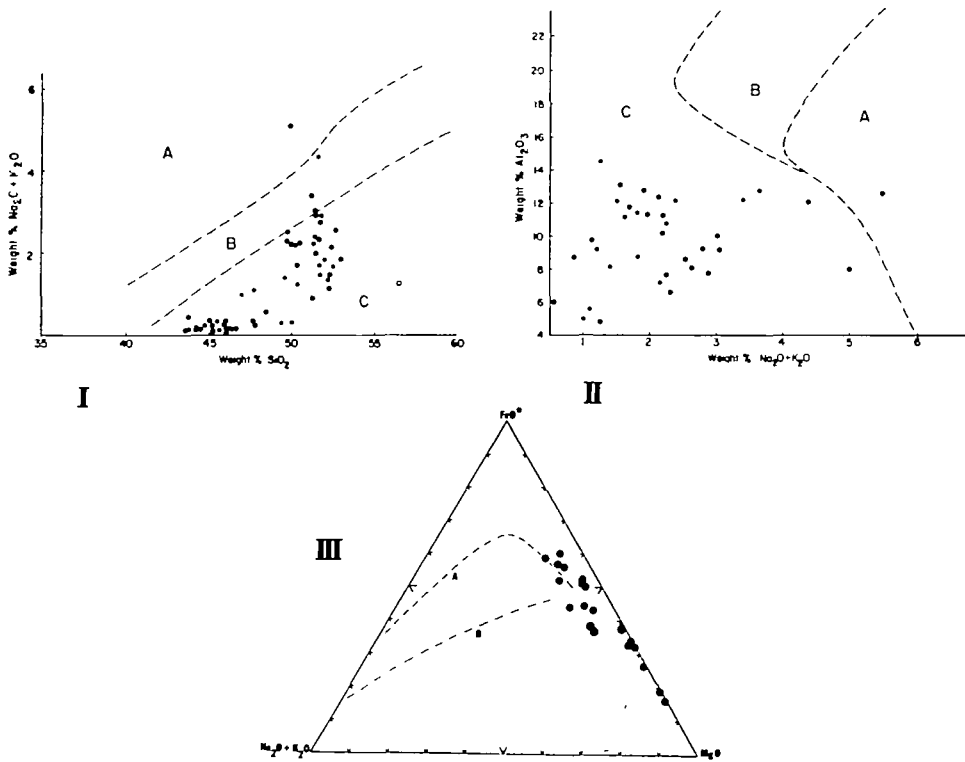 Weight % Na2O + K2O
6
4
2
35
40
45
50
55
60
Weight % SiO2
A
B
C
I
Weight % Al2O3
22
20
18
16
14
12
10
8
6
4
1
2
3
4
5
6
Weight % Na2O+K2O
C
B
A
II
III
FeO*
A
B
Na2O + K2O
MgO